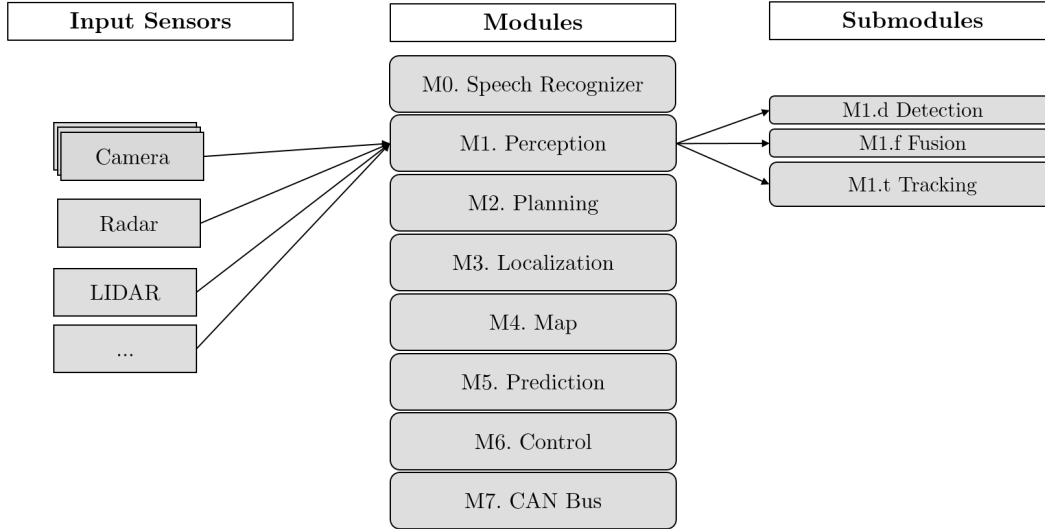 Input Sensors
Camera
Radar
LIDAR
...
Modules
M0. Speech Recognizer
M1. Perception
M2. Planning
M3. Localization
M4. Map
M5. Prediction
M6. Control
M7. CAN Bus
Submodules
M1.d Detection
M1.f Fusion
M1.t Tracking